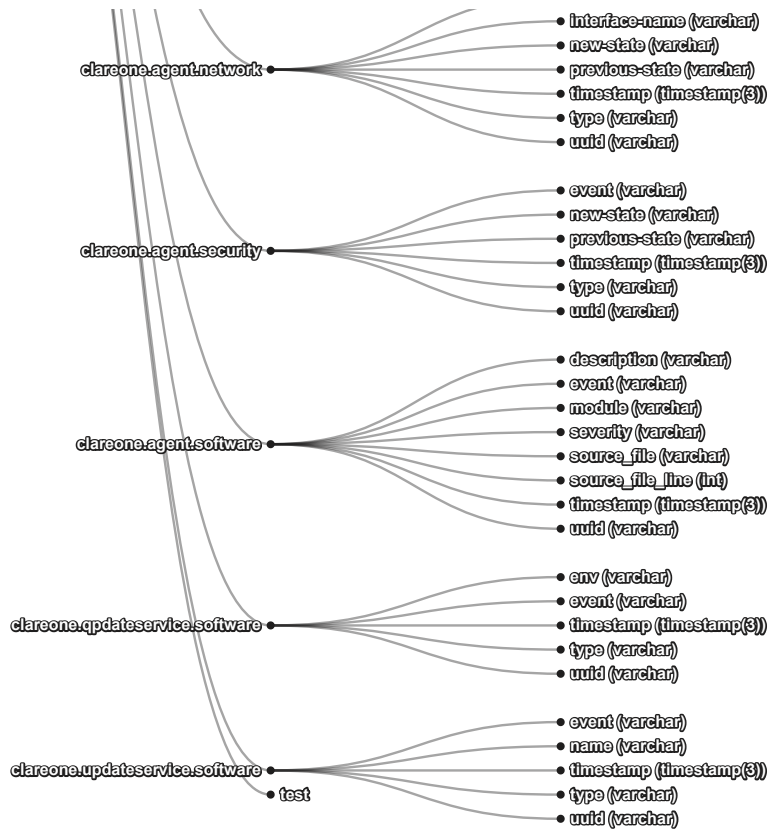 clareone.agent.network
interface-name (varchar)
new-state (varchar)
previous-state (varchar)
timestamp (timestamp(3))
type (varchar)
uuid (varchar)
clareone.agent.security
event (varchar)
new-state (varchar)
previous-state (varchar)
timestamp (timestamp(3))
type (varchar)
uuid (varchar)
clareone.agent.software
description (varchar)
event (varchar)
module (varchar)
severity (varchar)
source_file (varchar)
source_file_line (int)
timestamp (timestamp(3))
uuid (varchar)
clareone.qpdateservice.software
env (varchar)
event (varchar)
timestamp (timestamp(3))
type (varchar)
uuid (varchar)
clareone.updateservice.software
event (varchar)
name (varchar)
timestamp (timestamp(3))
type (varchar)
uuid (varchar)
test